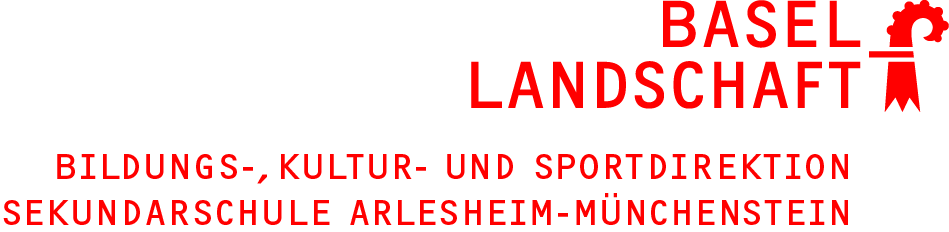 BASEL
LANDSCHAFT
BILDUNGS-, KULTUR- UND SPORTDIREKTION
SEKUNDARSCHULE ARLESHEIM-MÜNCHENSTEIN